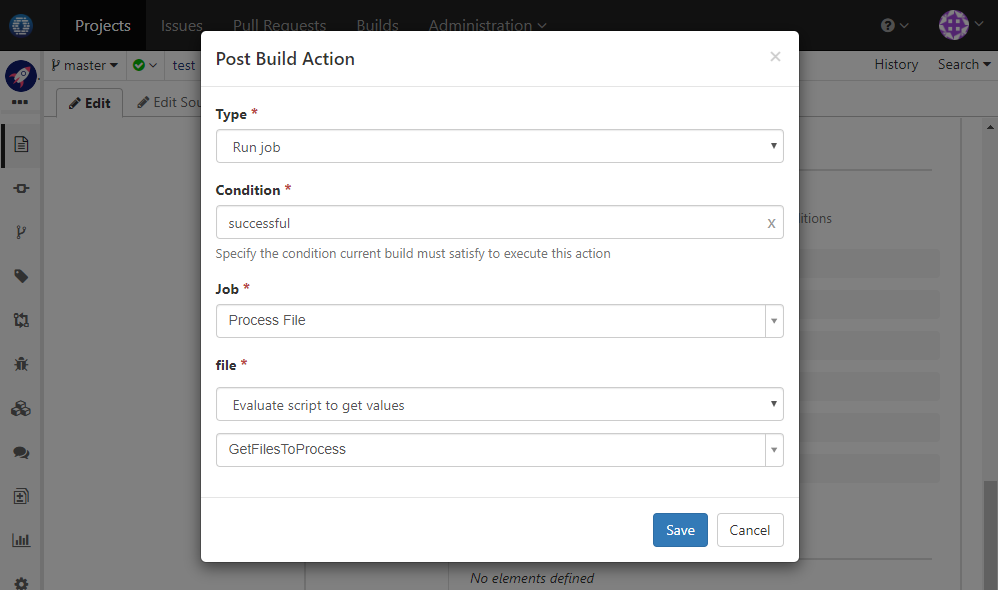 Projects Issues Pull Requests Builds Administration
master test History Search
Edit Edit Sou
Post Build Action
Type *
Run job
Condition *
successful x
Specify the condition current build must satisfy to execute this action
itions
Job *
Process File
file *
Evaluate script to get values
GetFilesToProcess
Save Cancel
No elements defined